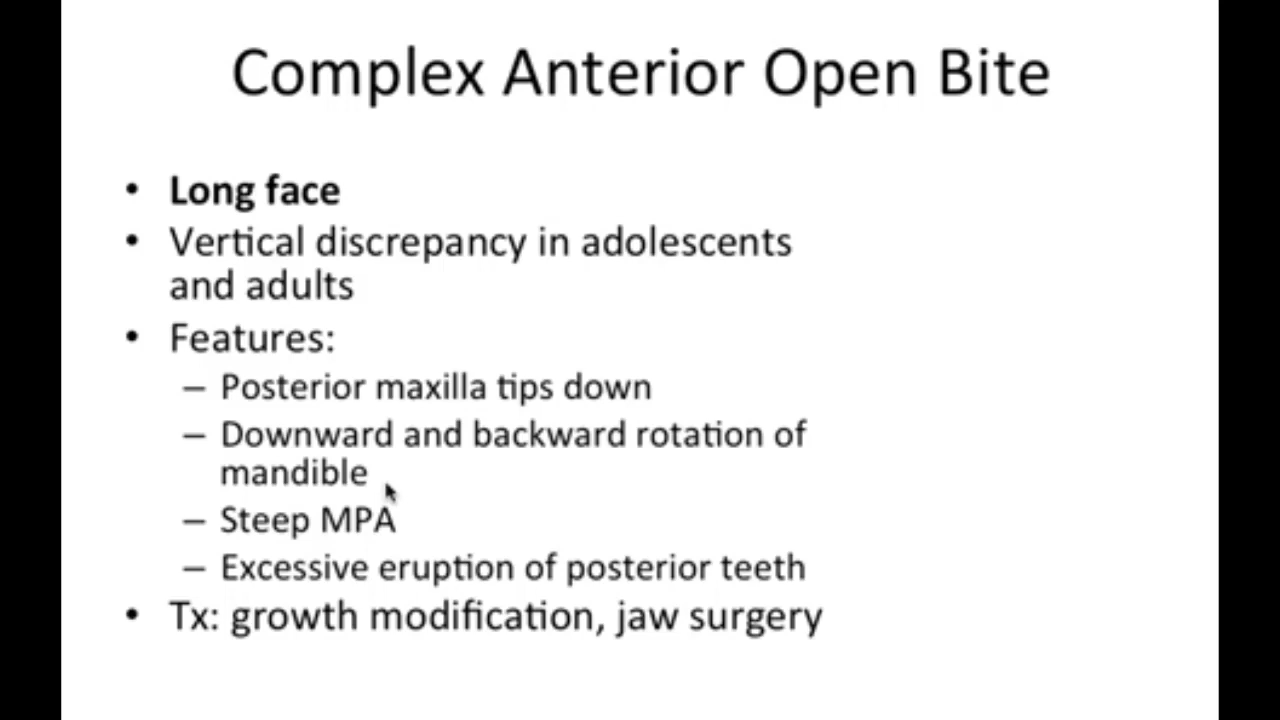 Complex Anterior Open Bite
• Long face
• Vertical discrepancy in adolescents
and adults
• Features:
– Posterior maxilla tips down
– Downward and backward rotation of
mandible
– Steep MPA
– Excessive eruption of posterior teeth
• Tx: growth modification, jaw surgery